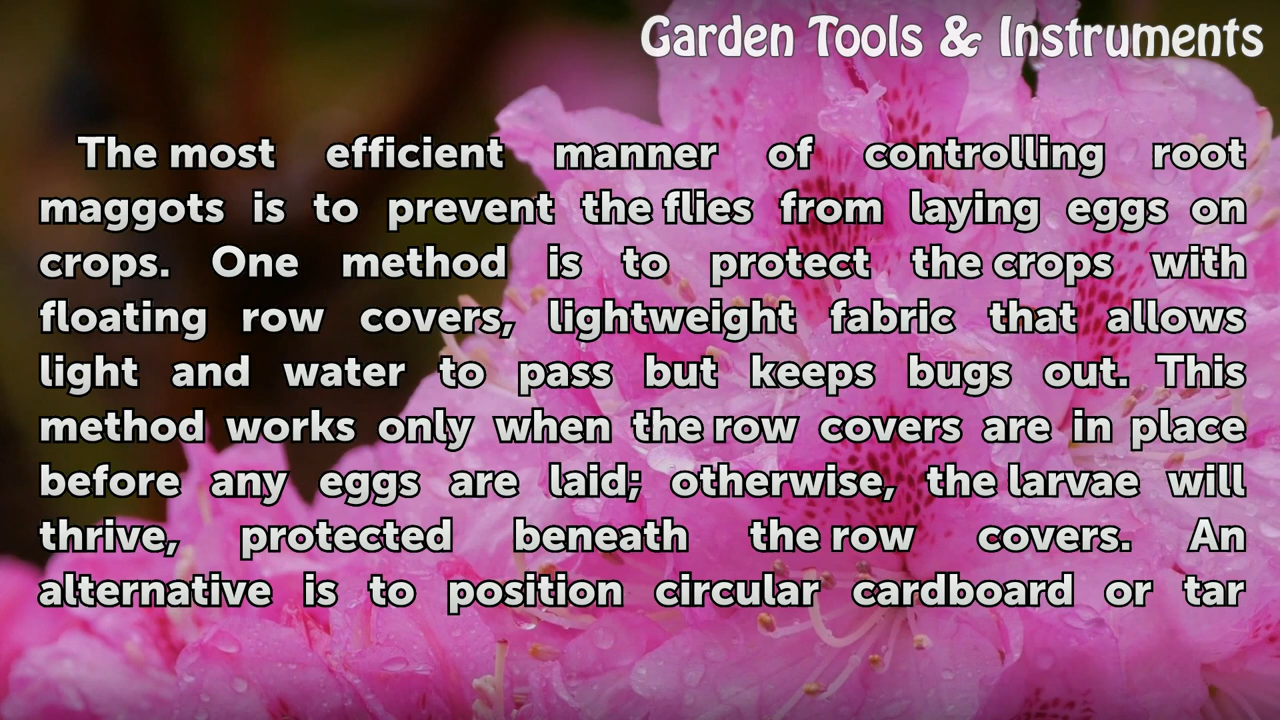 Garden Tools & Instruments
The most efficient manner of controlling root
maggots is to prevent the flies from laying eggs on
crops. One method is to protect the crops with
floating row covers, lightweight fabric that allows
light and water to pass but keeps bugs out. This
method works only when the row covers are in place
before any eggs are laid; otherwise, the larvae will
thrive, protected beneath the row covers. An
alternative is to position circular cardboard or tar